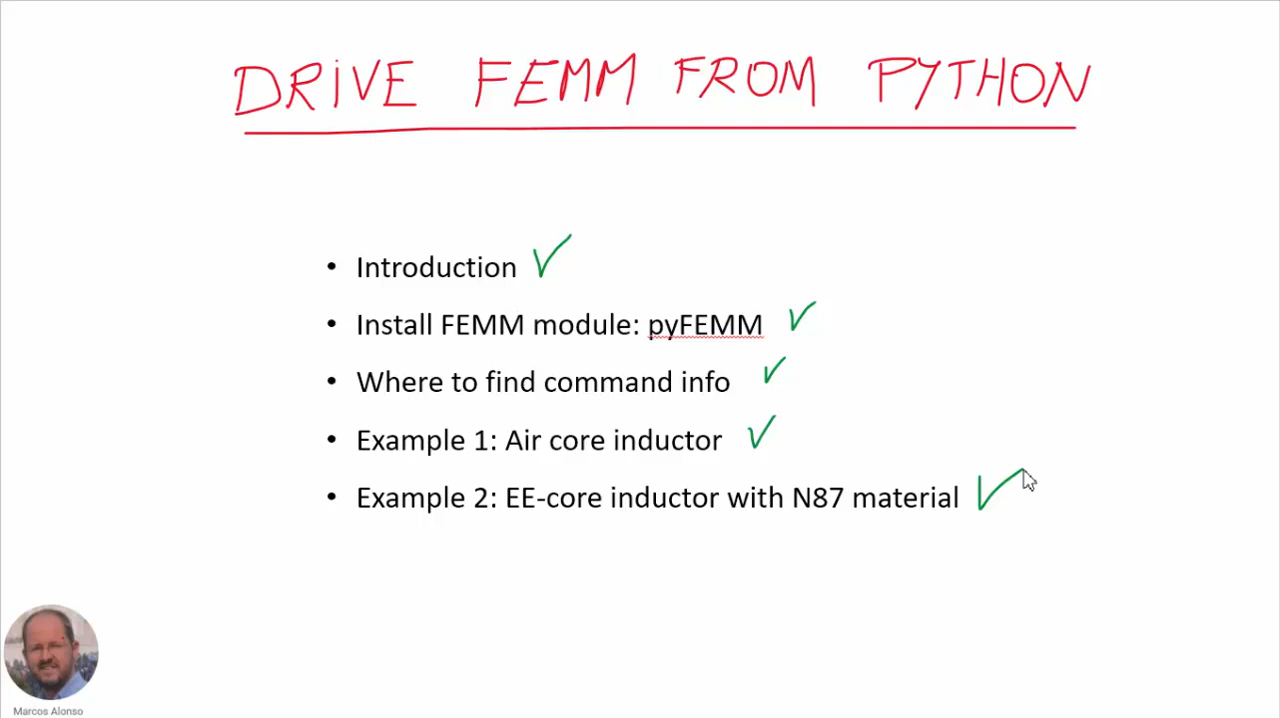 DRIVE FEMM FROM PYTHON
• Introduction
• Install FEMM module: pyFEMM
• Where to find command info
• Example 1: Air core inductor
• Example 2: EE-core inductor with N87 material
Marcos Alonso